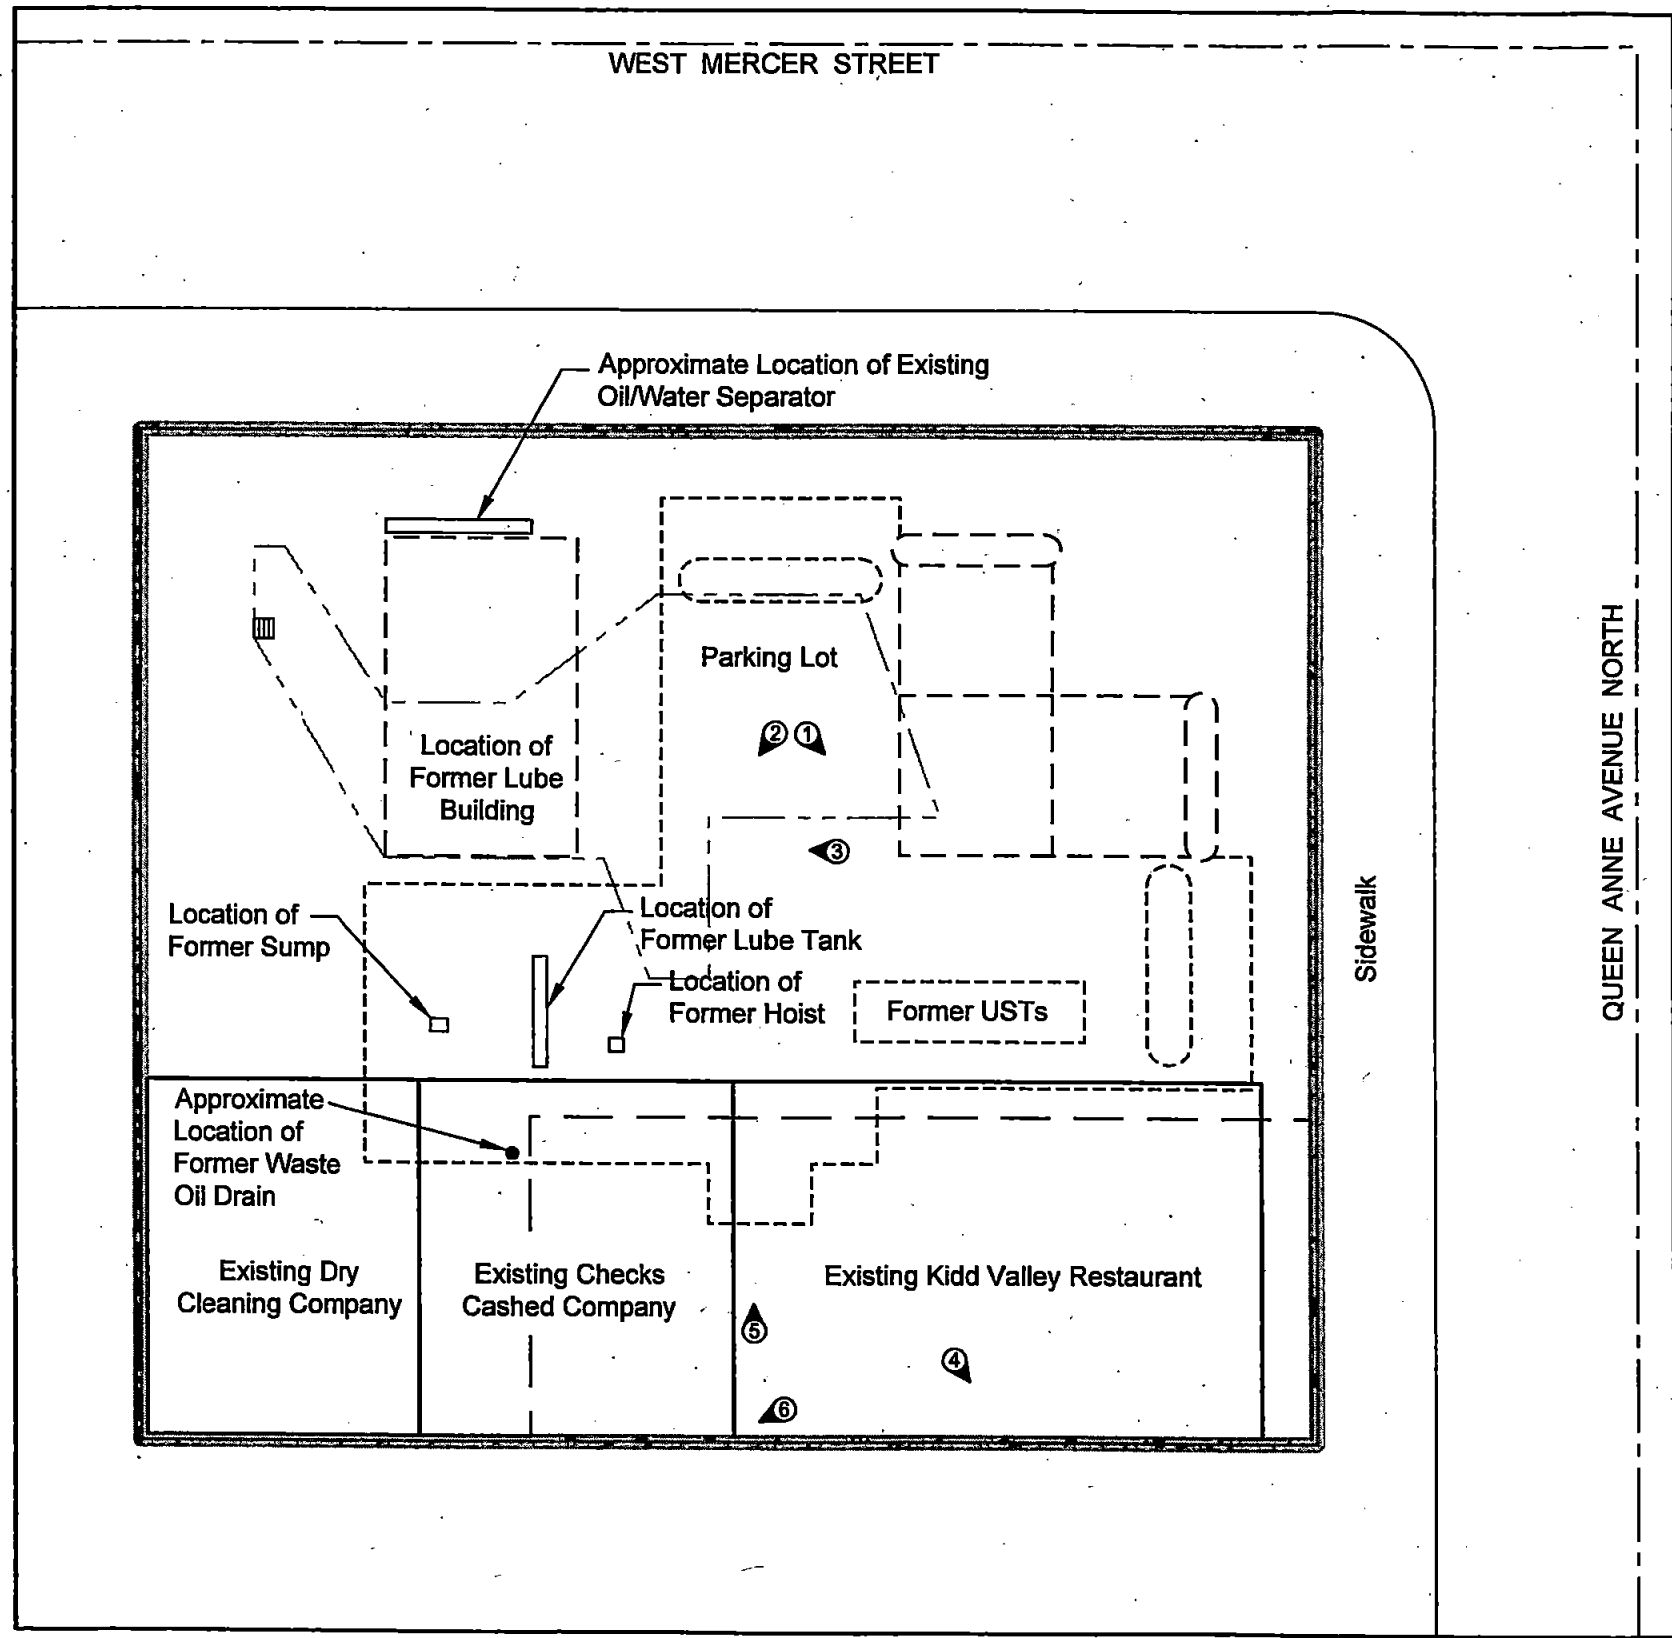 WEST MERCER STREET
Approximate Location of Existing
Oil/Water Separator
Parking Lot
2 1
Location of
Former Lube
Building
3
QUEEN ANNE AVENUE NORTH
Sidewalk
Location of
Former Sump
Location of
Former Lube Tank
Location of
Former Hoist
Former USTs
Approximate
Location of
Former Waste
Oil Drain
Existing Dry
Cleaning Company
Existing Checks
Cashed Company
Existing Kidd Valley Restaurant
5
4
6